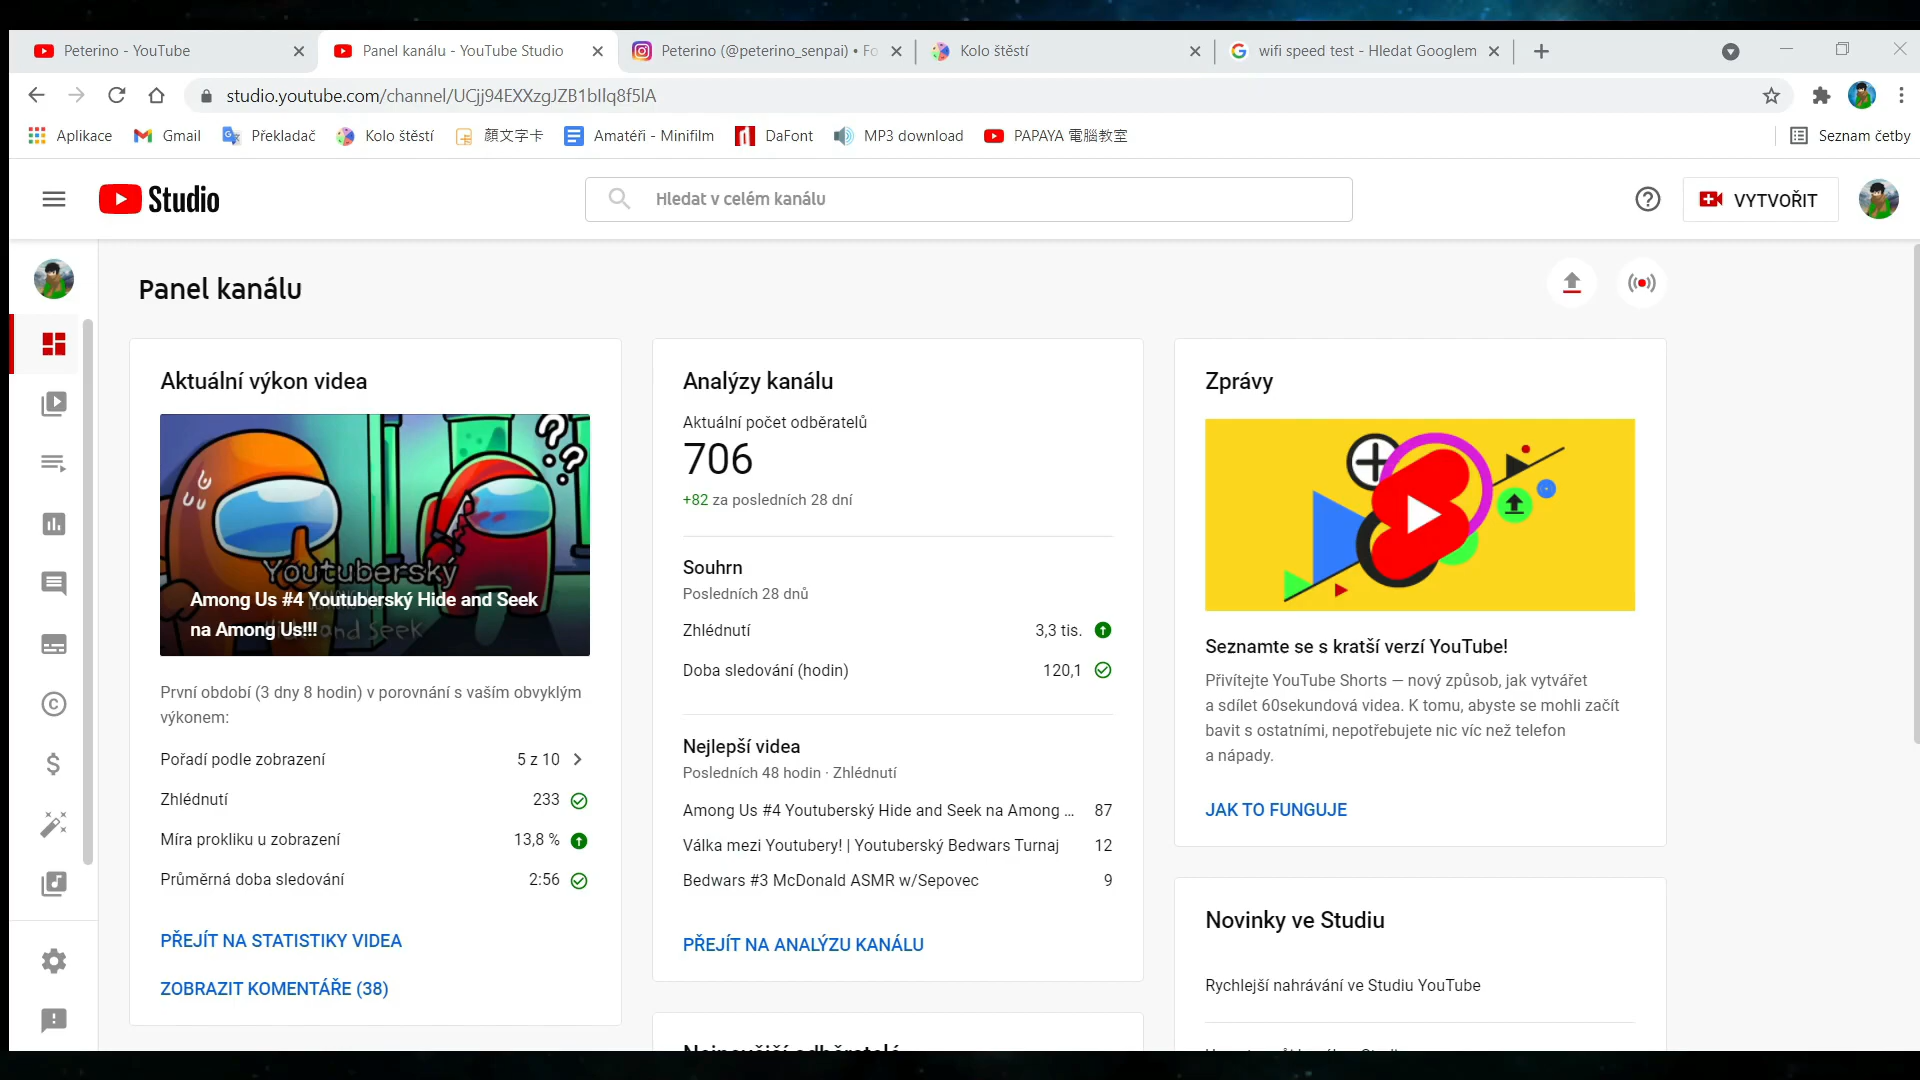 Peterino - YouTube
Panel kanálu - YouTube Studio
Peterino (@peterino_senpai) • Fo
Kolo štěstí
wifi speed test - Hledat Googlem
studio.youtube.com/channel/UCjj94EXXzgJZB1bIlq8f5lA
Aplikace
Gmail
Překladač
Kolo štěstí
顏文字卡
Amatéři - Minifilm
DaFont
MP3 download
PAPAYA 電腦教室
Seznam četby
Studio
Hledat v celém kanálu
VYTVOŘIT
Panel kanálu
Aktuální výkon videa
Youtuberský
Among Us #4 Youtuberský Hide and Seek
na Among Us!!!
and Seek
První období (3 dny 8 hodin) v porovnání s vaším obvyklým
výkonem:
Pořadí podle zobrazení 5 z 10
Zhlédnutí 233
Míra prokliku u zobrazení 13,8 %
Průměrná doba sledování 2:56
PŘEJÍT NA STATISTIKY VIDEA
ZOBRAZIT KOMENTÁŘE (38)
Analýzy kanálu
Aktuální počet odběratelů
706
+82 za posledních 28 dní
Souhrn
Posledních 28 dnů
Zhlédnutí 3,3 tis.
Doba sledování (hodin) 120,1
Nejlepší videa
Posledních 48 hodin · Zhlédnutí
Among Us #4 Youtuberský Hide and Seek na Among ... 87
Válka mezi Youtubery! | Youtuberský Bedwars Turnaj 12
Bedwars #3 McDonald ASMR w/Sepovec 9
PŘEJÍT NA ANALÝZU KANÁLU
Zprávy
Seznamte se s kratší verzí YouTube!
Přivítejte YouTube Shorts — nový způsob, jak vytvářet
a sdílet 60sekundová videa. K tomu, abyste se mohli začít
bavit s ostatními, nepotřebujete nic víc než telefon
a nápady.
JAK TO FUNGUJE
Novinky ve Studiu
Rychlejší nahrávání ve Studiu YouTube